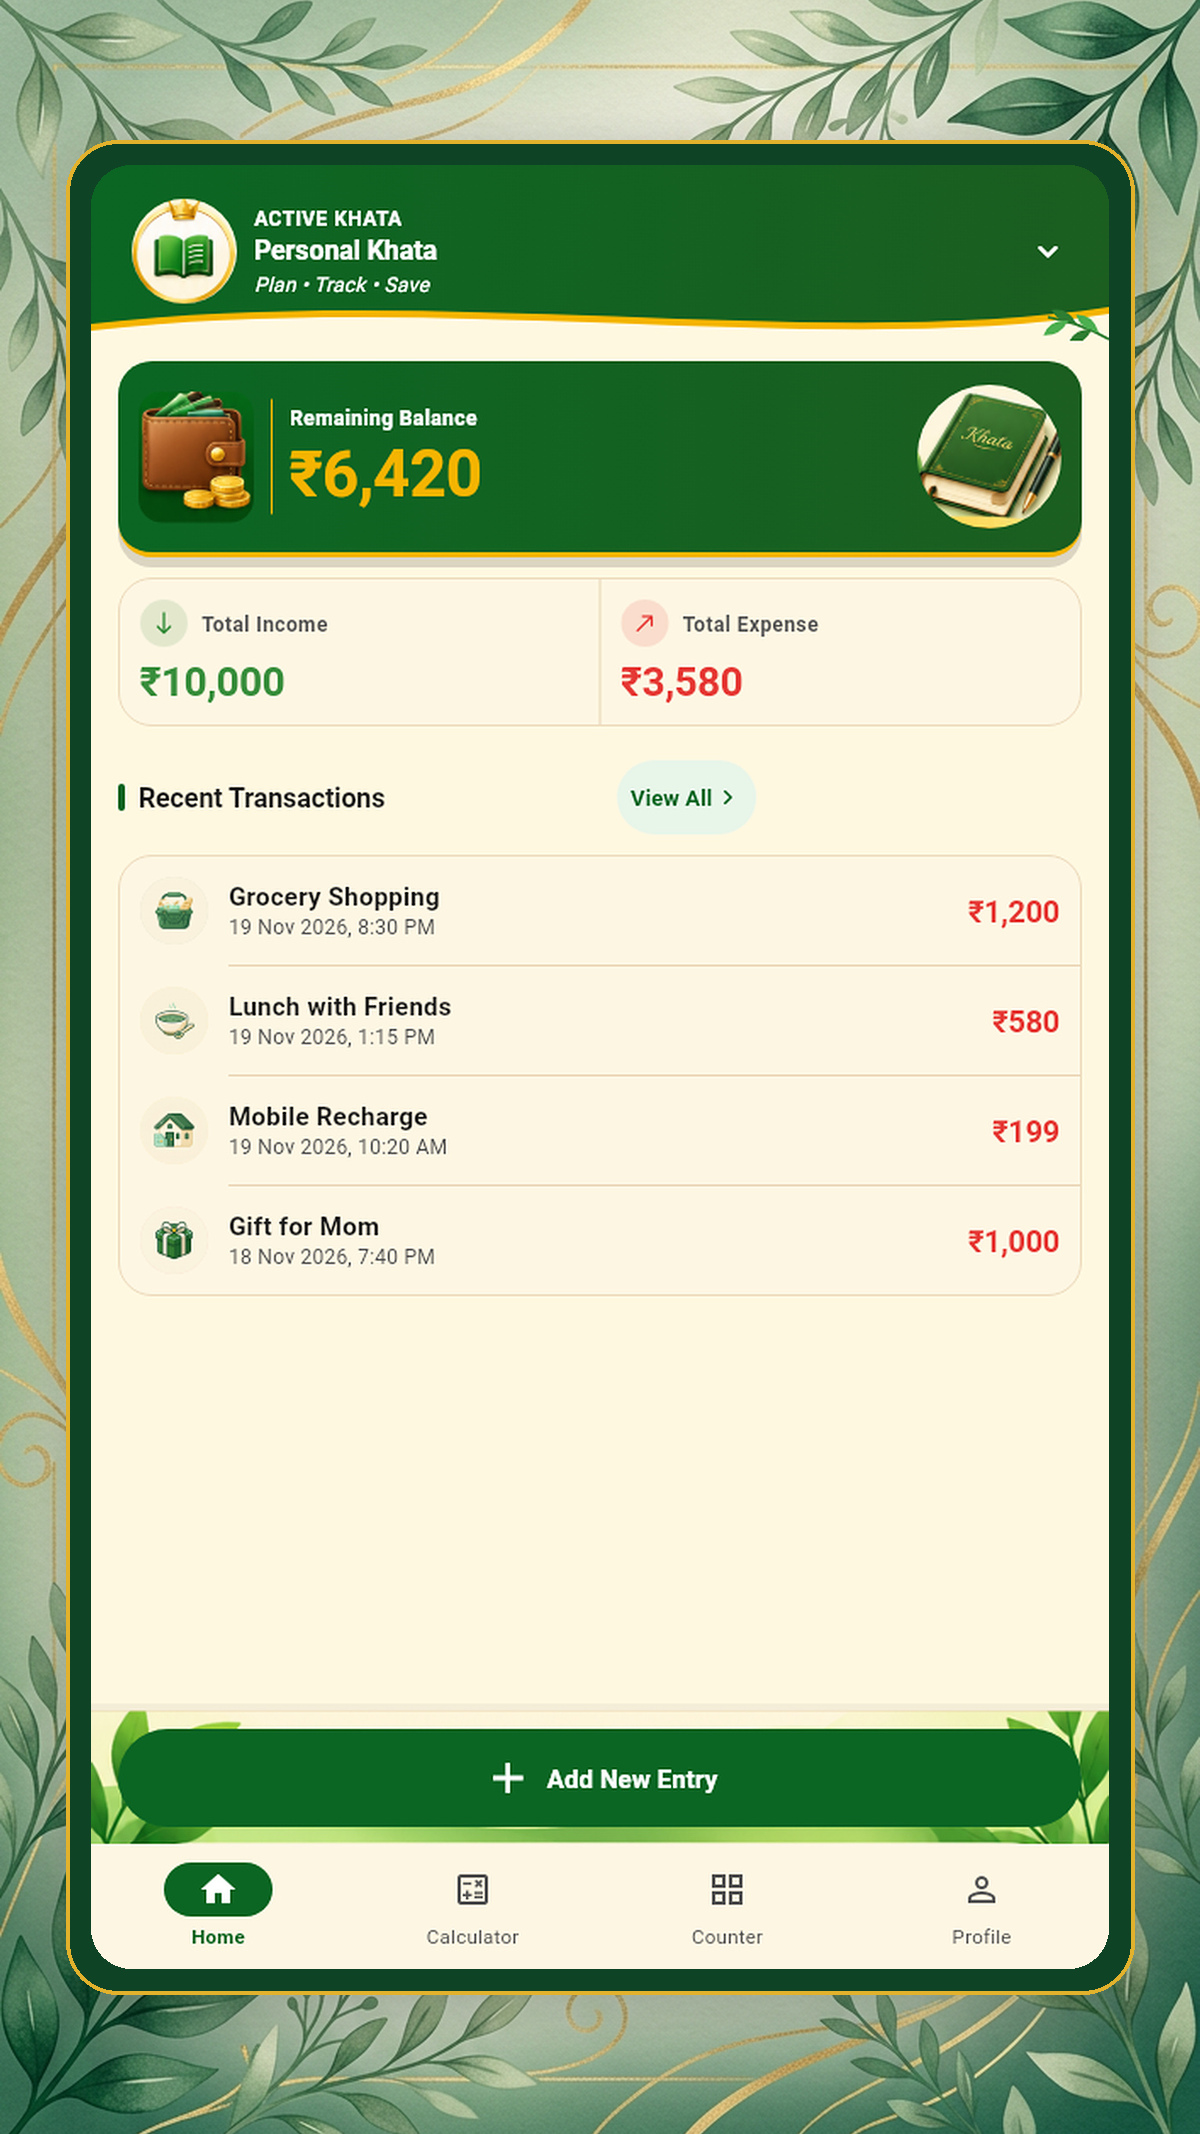 ACTIVE KHATA
Personal Khata
Plan • Track • Save
Remaining Balance
₹6,420
Khata
Total Income
₹10,000
Total Expense
₹3,580
Recent Transactions
View All
Grocery Shopping
19 Nov 2026, 8:30 PM
₹1,200
Lunch with Friends
19 Nov 2026, 1:15 PM
₹580
Mobile Recharge
19 Nov 2026, 10:20 AM
₹199
Gift for Mom
18 Nov 2026, 7:40 PM
₹1,000
Add New Entry
Home
Calculator
Counter
Profile